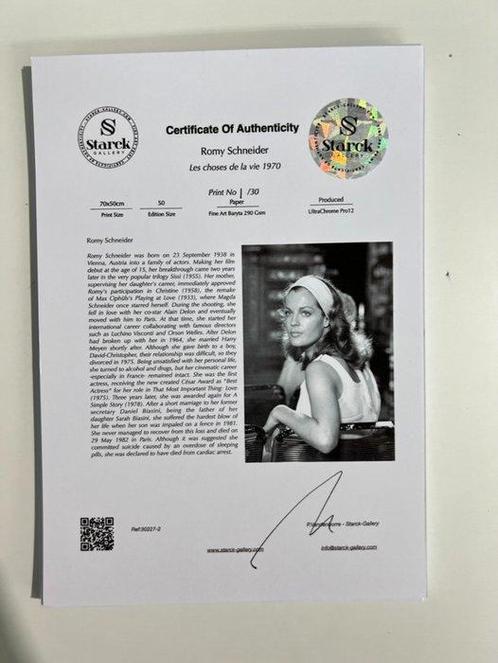 Starck
GALLERY
Certificate Of Authenticity
Romy Schneider
Les choses de la vie 1970
Starck
GALLERY
Print No 1/30
70x50cm
Print Size
50
Edition Size
Paper
Fine Art Baryta 290 Gsm
Produced
UltraChrome Pro12
Romy Schneider
Romy Schneider was born on 23 September 1938 in
Vienna, Austria into a family of actors. Making her film
debut at the age of 15, her breakthrough came two years
later in the very popular trilogy Sissi (1955). Her mother,
supervising her daughter's career, immediately approved
Romy's participation in Christine (1958), the remake
of Max Ophüls's Playing at Love (1933), where Magda
Schneider once starred herself. During the shooting, she
fell in love with her co-star Alain Delon and eventually
moved with him to Paris. At that time, she started her
international career collaborating with famous directors
such as Luchino Visconti and Orson Welles. After Delon
had broken up with her in 1964, she married Harry
Meyen shortly after. Although she gave birth to a boy,
David-Christopher, their relationship was difficult, so they
divorced in 1975. Being unsatisfied with her personal life,
she turned to alcohol and drugs, but her cinematic career
-especially in France- remained intact. She was the first
actress, receiving the new created César Award as "Best
Actress" for her role in That Most Important Thing: Love
(1975). Three years later, she was awarded again for A
Simple Story (1978). After a short marriage to her former
secretary Daniel Biasini, being the father of her
daughter Sarah Biasini, she suffered the hardest blow of
her life when her son was impaled on a fence in 1981.
She never managed to recover from this loss and died on
29 May 1982 in Paris. Although it was suggested she
committed suicide caused by an overdose of sleeping
pills, she was declared to have died from cardiac arrest.
Ref:90227-2
www.starck-gallery.com
- Starck-Gallery
info@starck-gallery.com